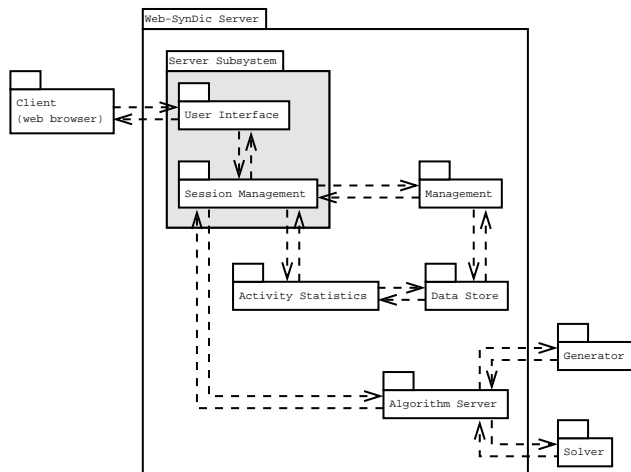 Web-SynDic Server
Server Subsystem
Client
(web browser)
User Interface
Session Management
Management
Activity Statistics
Data Store
Generator
Algorithm Server
Solver